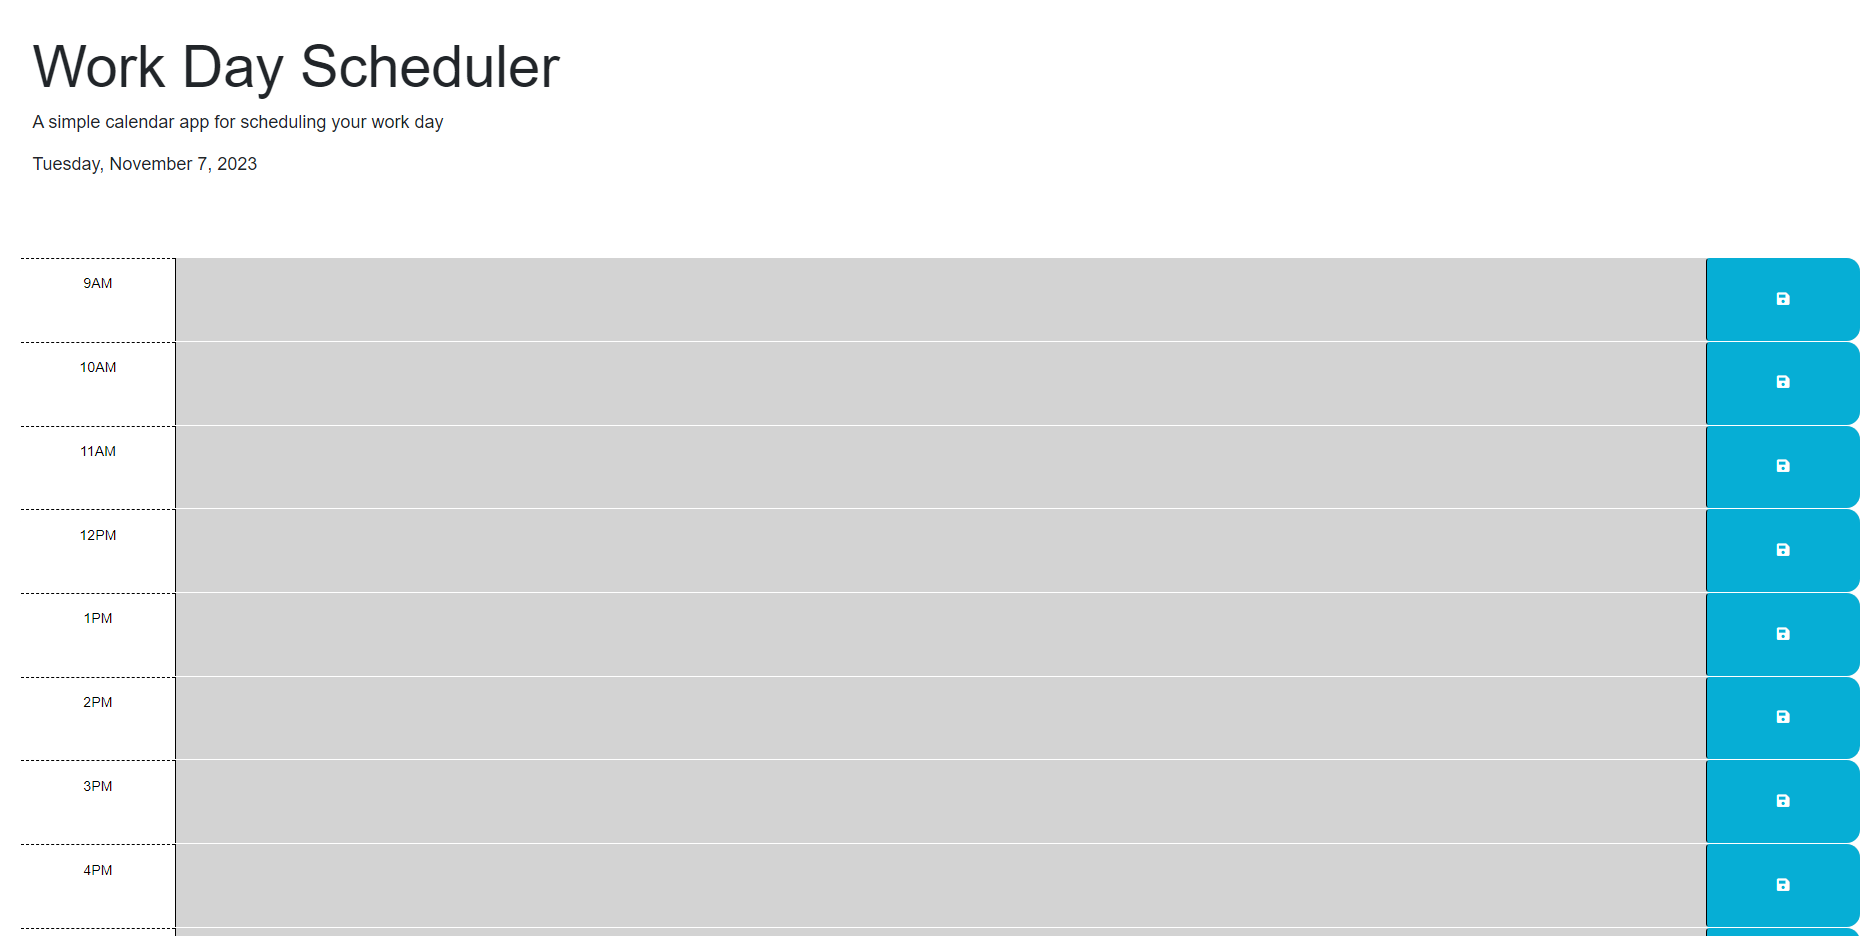 Work Day Scheduler
A simple calendar app for scheduling your work day
Tuesday, November 7, 2023
9AM
10AM
11AM
12PM
1PM
2PM
3PM
4PM